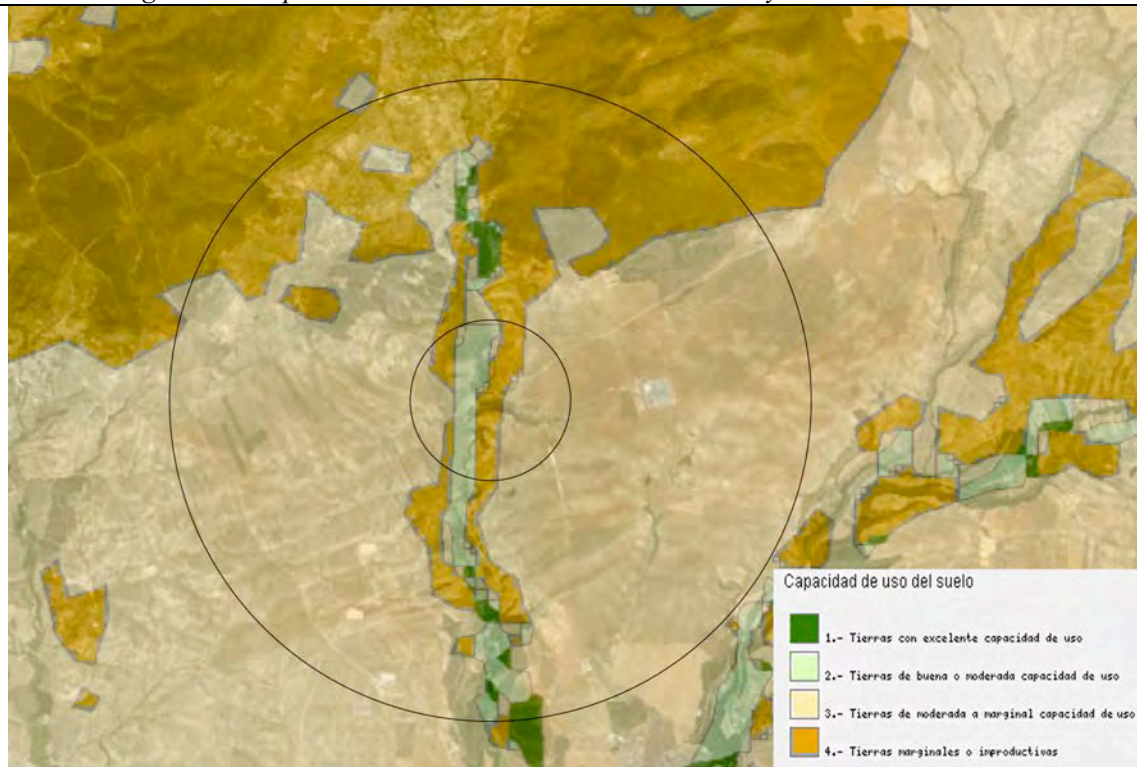 Capacidad de uso del suelo
1.- Tierras con excelente capacidad de uso
2.- Tierras de buena o moderada capacidad de uso
3.- Tierras de moderada a marginal capacidad de uso
4.- Tierras marginales o improductivas